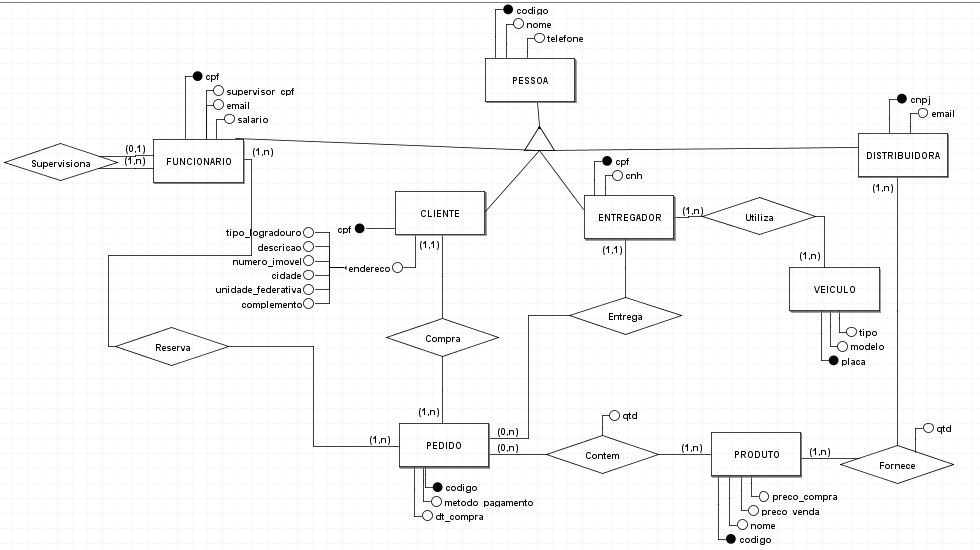 codigo
nome
telefone
PESSOA
cpf
supervisor_cpf
email
salario
cnpj
email
Supervisiona
(0,1)
(1,n)
FUNCIONARIO
(1,n)
DISTRIBUIDORA
(1,n)
cpf
cnh
CLIENTE
cpf
(1,1)
ENTREGADOR
(1,n)
Utiliza
(1,1)
(1,n)
tipo_logradouro
descricao
numero_imovel
cidade
unidade_federativa
complemento
endereco
VEICULO
tipo
modelo
placa
Entrega
Compra
Reserva
(1,n)
(1,n)
PEDIDO
(0,n)
(0,n)
qtd
Contem
(1,n)
PRODUTO
(1,n)
qtd
Fornece
codigo
metodo_pagamento
dt_compra
preco_compra
preco_venda
nome
codigo